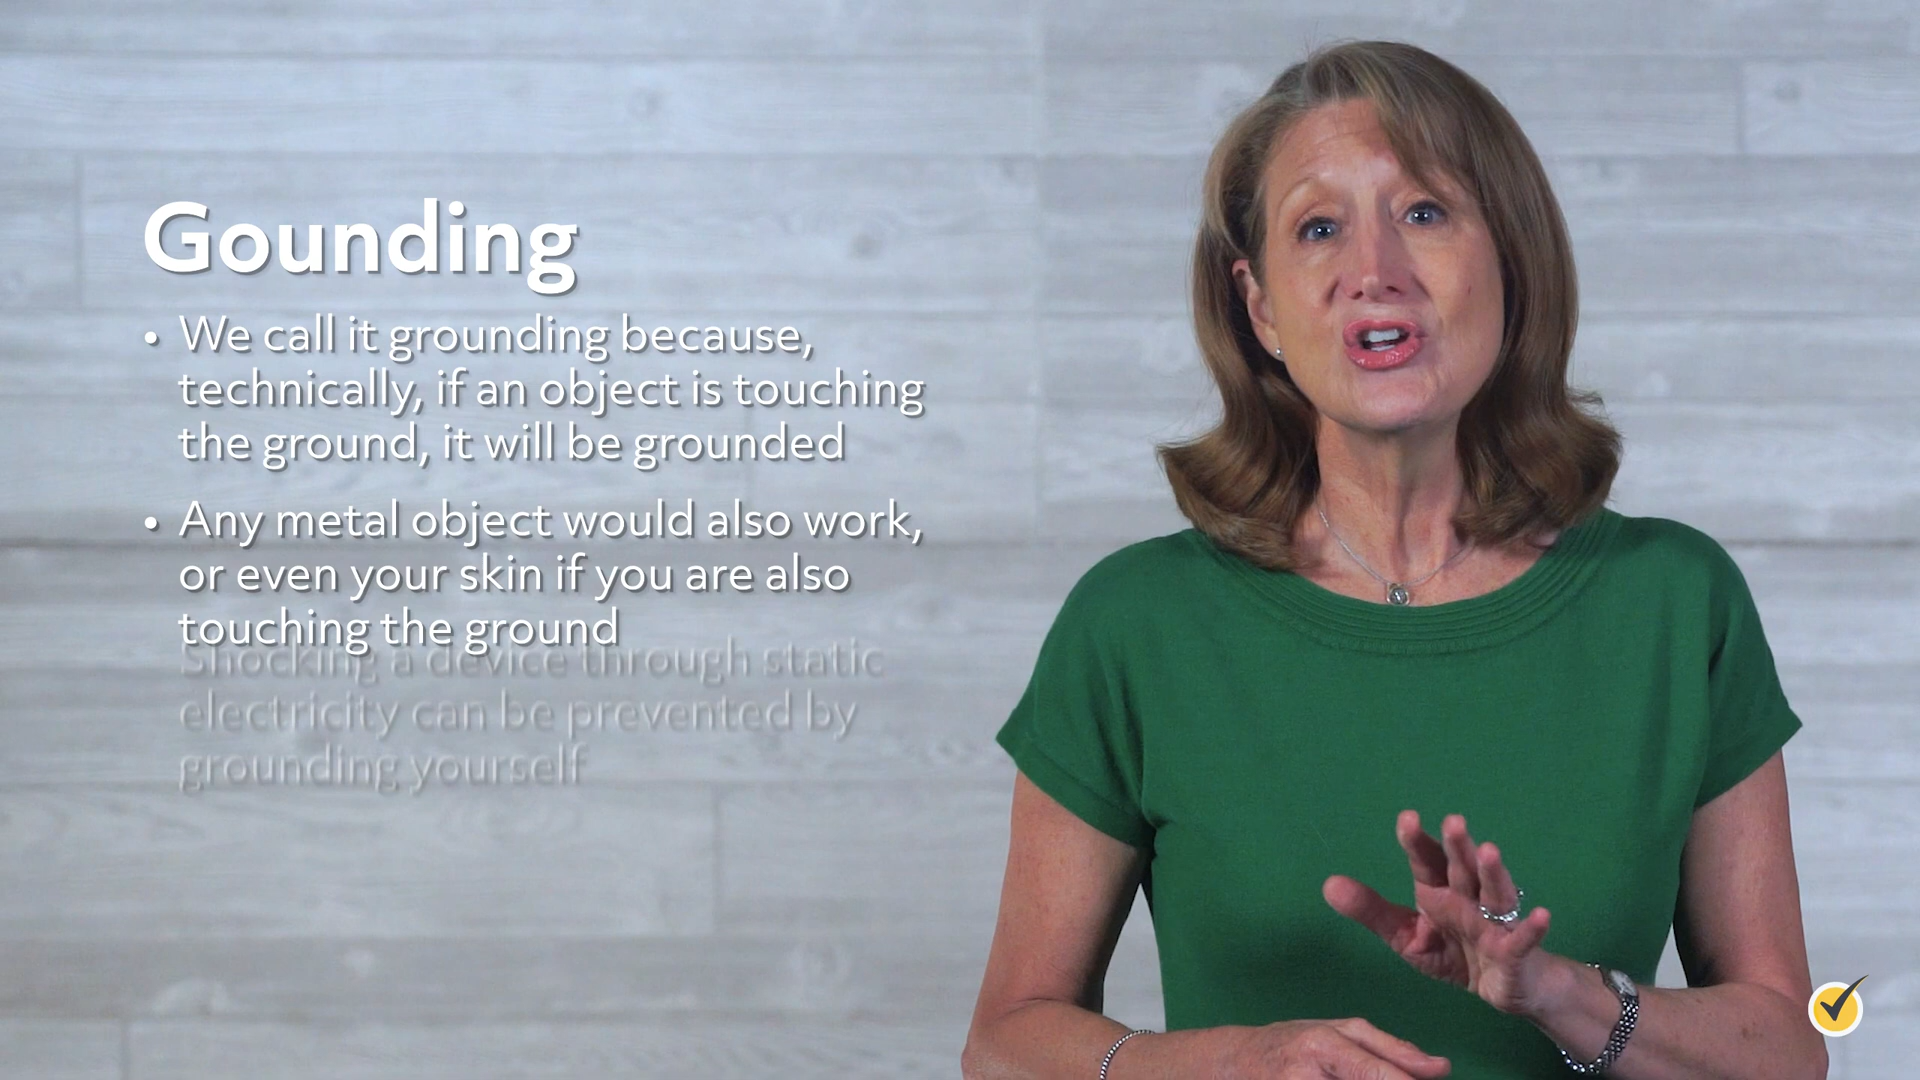 Gounding
• We call it grounding because,
technically, if an object is touching
the ground, it will be grounded
• Any metal object would also work,
or even your skin if you are also
touching the ground
Shocking a device through static
electricity can be prevented by
grounding yourself